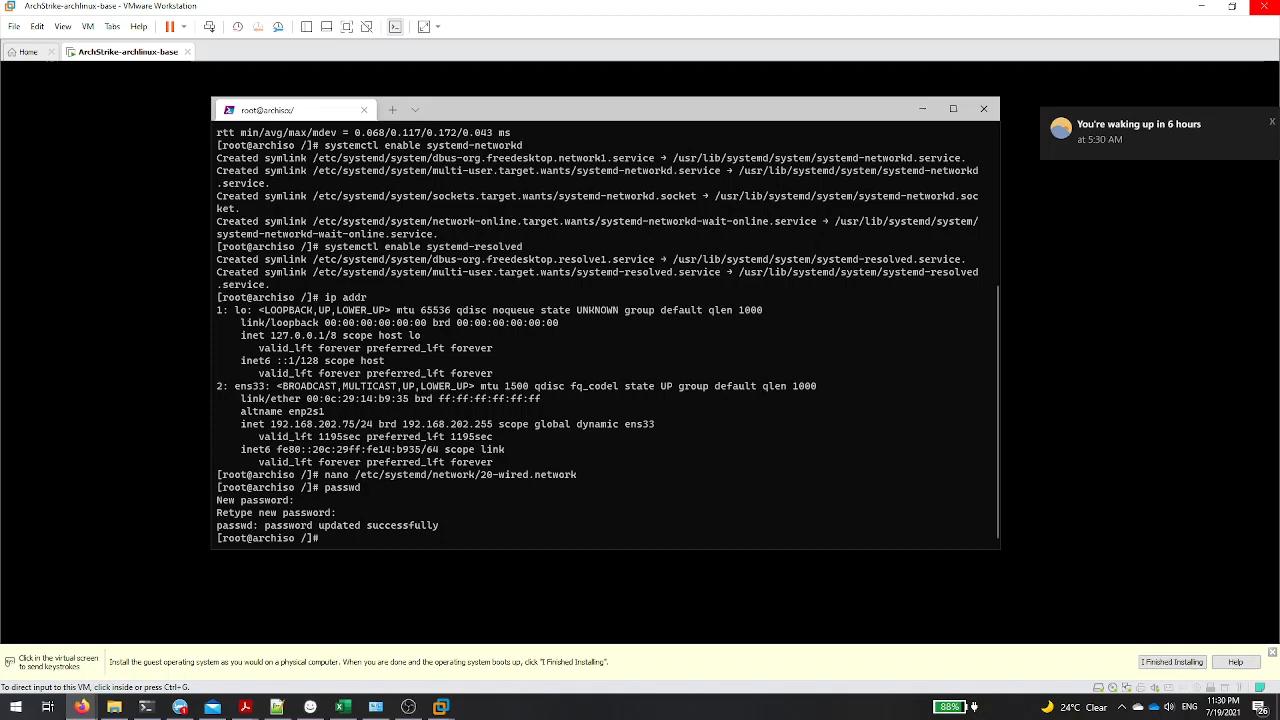 ArchStrike-archlinux-base - VMware Workstation
File Edit View VM Tabs Help
Home ArchStrike-archlinux-base
root@archiso:/
rtt min/avg/max/mdev = 0.068/0.117/0.172/0.043 ms
[root@archiso /]# systemctl enable systemd-networkd
Created symlink /etc/systemd/system/dbus-org.freedesktop.network1.service → /usr/lib/systemd/system/systemd-networkd.service.
Created symlink /etc/systemd/system/multi-user.target.wants/systemd-networkd.service → /usr/lib/systemd/system/systemd-networkd
.service.
Created symlink /etc/systemd/system/sockets.target.wants/systemd-networkd.socket → /usr/lib/systemd/system/systemd-networkd.soc
ket.
Created symlink /etc/systemd/system/network-online.target.wants/systemd-networkd-wait-online.service → /usr/lib/systemd/system/
systemd-networkd-wait-online.service.
[root@archiso /]# systemctl enable systemd-resolved
Created symlink /etc/systemd/system/dbus-org.freedesktop.resolve1.service → /usr/lib/systemd/system/systemd-resolved.service.
Created symlink /etc/systemd/system/multi-user.target.wants/systemd-resolved.service → /usr/lib/systemd/system/systemd-resolved
.service.
[root@archiso /]# ip addr
1: lo: <LOOPBACK,UP,LOWER_UP> mtu 65536 qdisc noqueue state UNKNOWN group default qlen 1000
link/loopback 00:00:00:00:00:00 brd 00:00:00:00:00:00
inet 127.0.0.1/8 scope host lo
valid_lft forever preferred_lft forever
inet6 ::1/128 scope host
valid_lft forever preferred_lft forever
2: ens33: <BROADCAST,MULTICAST,UP,LOWER_UP> mtu 1500 qdisc fq_codel state UP group default qlen 1000
link/ether 00:0c:29:14:b9:35 brd ff:ff:ff:ff:ff:ff
altname enp2s1
inet 192.168.202.75/24 brd 192.168.202.255 scope global dynamic ens33
valid_lft 1195sec preferred_lft 1195sec
inet6 fe80::20c:29ff:fe14:b935/64 scope link
valid_lft forever preferred_lft forever
[root@archiso /]# nano /etc/systemd/network/20-wired.network
[root@archiso /]# passwd
New password:
Retype new password:
passwd: password updated successfully
[root@archiso /]#
You're waking up in 6 hours
at 5:30 AM
Click in the virtual screen
to send keystrokes
Install the guest operating system as you would on a physical computer. When you are done and the operating system boots up, click "I Finished Installing".
I Finished Installing
Help
To direct input to this VM, click inside or press Ctrl+G.
88%
24°C Clear
11:30 PM
7/19/2021
26